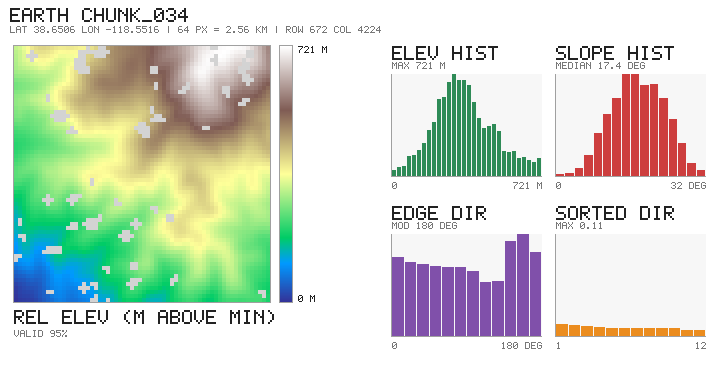 EARTH CHUNK_034
LAT 38.6506 LON -118.5516 | 64 PX = 2.56 KM | ROW 672 COL 4224
721 M
0 M
REL ELEV (M ABOVE MIN)
VALID 95%
ELEV HIST
MAX 721 M
0 721 M
SLOPE HIST
MEDIAN 17.4 DEG
0 32 DEG
EDGE DIR
MOD 180 DEG
0 180 DEG
SORTED DIR
MAX 0.11
1 12